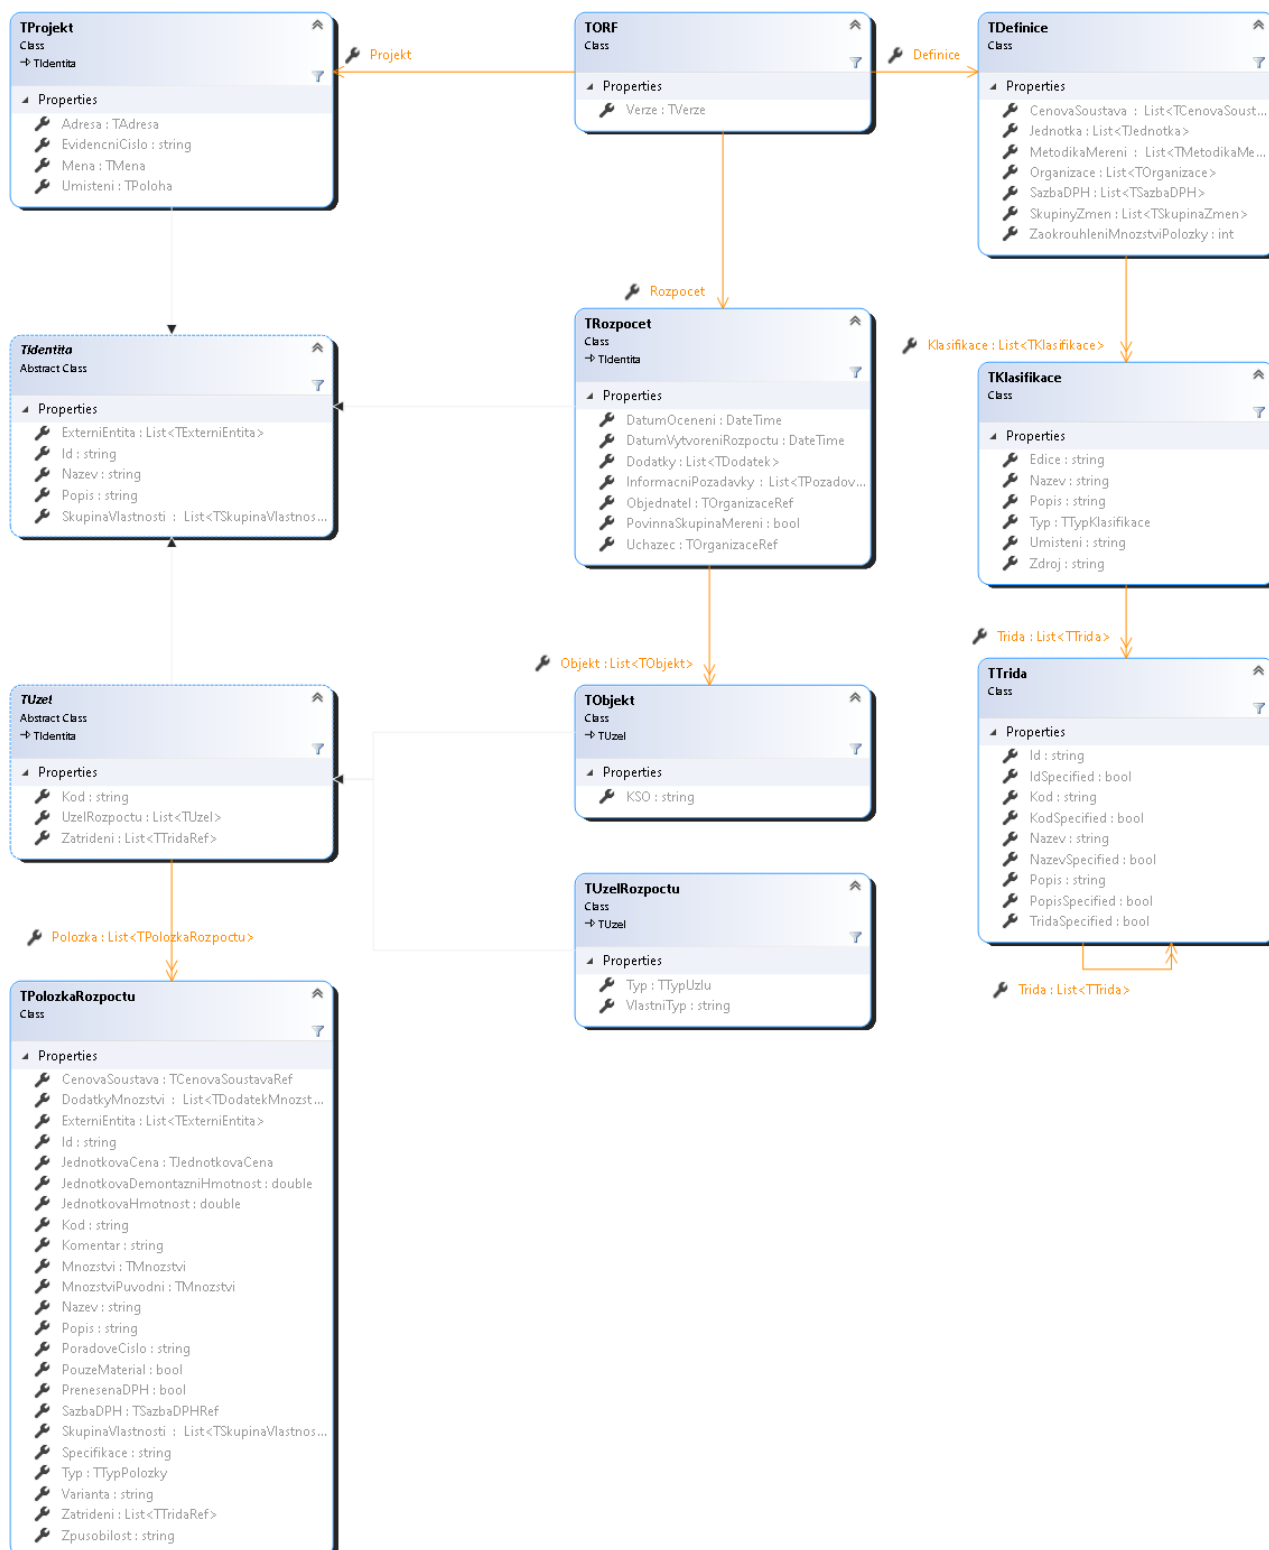 TProjekt
Class
→ TIdentita
Properties
Adresa : TAdresa
EvidencniCislo : string
Mena : TMena
Umisteni : TPoloha
Projekt
TORF
Class
Properties
Verze : TVerze
Definice
TDefinice
Class
Properties
CenovaSoustava : List<TCenovaSoust...
Jednotka : List<TJednotka>
MetodikaMereni : List<TMetodikaMe...
Organizace : List<TOrganizace>
SazbaDPH : List<TSazbaDPH>
SkupinyZmen : List<TSkupinaZmen>
ZaokrouhleniMnozstviPolozky : int
Rozpocet
Klasifikace : List<TKlasifikace>
TIdentita
Abstract Class
Properties
ExterniEntita : List<TExterniEntita>
Id : string
Nazev : string
Popis : string
SkupinaVlastnosti : List<TSkupinaVlastnos...
TRozpocet
Class
→ TIdentita
Properties
DatumOceneni : DateTime
DatumVytvoreniRozpoctu : DateTime
Dodatky : List<TDodatek>
InformacniPozadavky : List<TPozadov...
Objednatel : TOrganizaceRef
PovinnaSkupinaMereni : bool
Uchazec : TOrganizaceRef
TKlasifikace
Class
Properties
Edice : string
Nazev : string
Popis : string
Typ : TTypKlasifikace
Umisteni : string
Zdroj : string
Objekt : List<TObjekt>
Trida : List<TTrida>
TUzel
Abstract Class
→ TIdentita
Properties
Kod : string
UzelRozpoctu : List<TUzel>
Zatrideni : List<TTridaRef>
TObjekt
Class
→ TUzel
Properties
KSO : string
TTrida
Class
Properties
Id : string
IdSpecified : bool
Kod : string
KodSpecified : bool
Nazev : string
NazevSpecified : bool
Popis : string
PopisSpecified : bool
TridaSpecified : bool
Trida : List<TTrida>
TUzelRozpoctu
Class
→ TUzel
Properties
Typ : TTypUzlu
VlastniTyp : string
Polozka : List<TPolozkaRozpoctu>
TPolozkaRozpoctu
Class
Properties
CenovaSoustava : TCenovaSoustavaRef
DodatkyMnozstvi : List<TDodatekMnozst...
ExterniEntita : List<TExterniEntita>
Id : string
JednotkovaCena : TJednotkovaCena
JednotkovaDemontazniHmotnost : double
JednotkovaHmotnost : double
Kod : string
Komentar : string
Mnozstvi : TMnozstvi
MnozstviPuvodni : TMnozstvi
Nazev : string
Popis : string
PoradoveCislo : string
PouzeMaterial : bool
PrenesenaDPH : bool
SazbaDPH : TSazbaDPHRef
SkupinaVlastnosti : List<TSkupinaVlastnos...
Specifikace : string
Typ : TTypPolozky
Varianta : string
Zatrideni : List<TTridaRef>
Zpusobilost : string